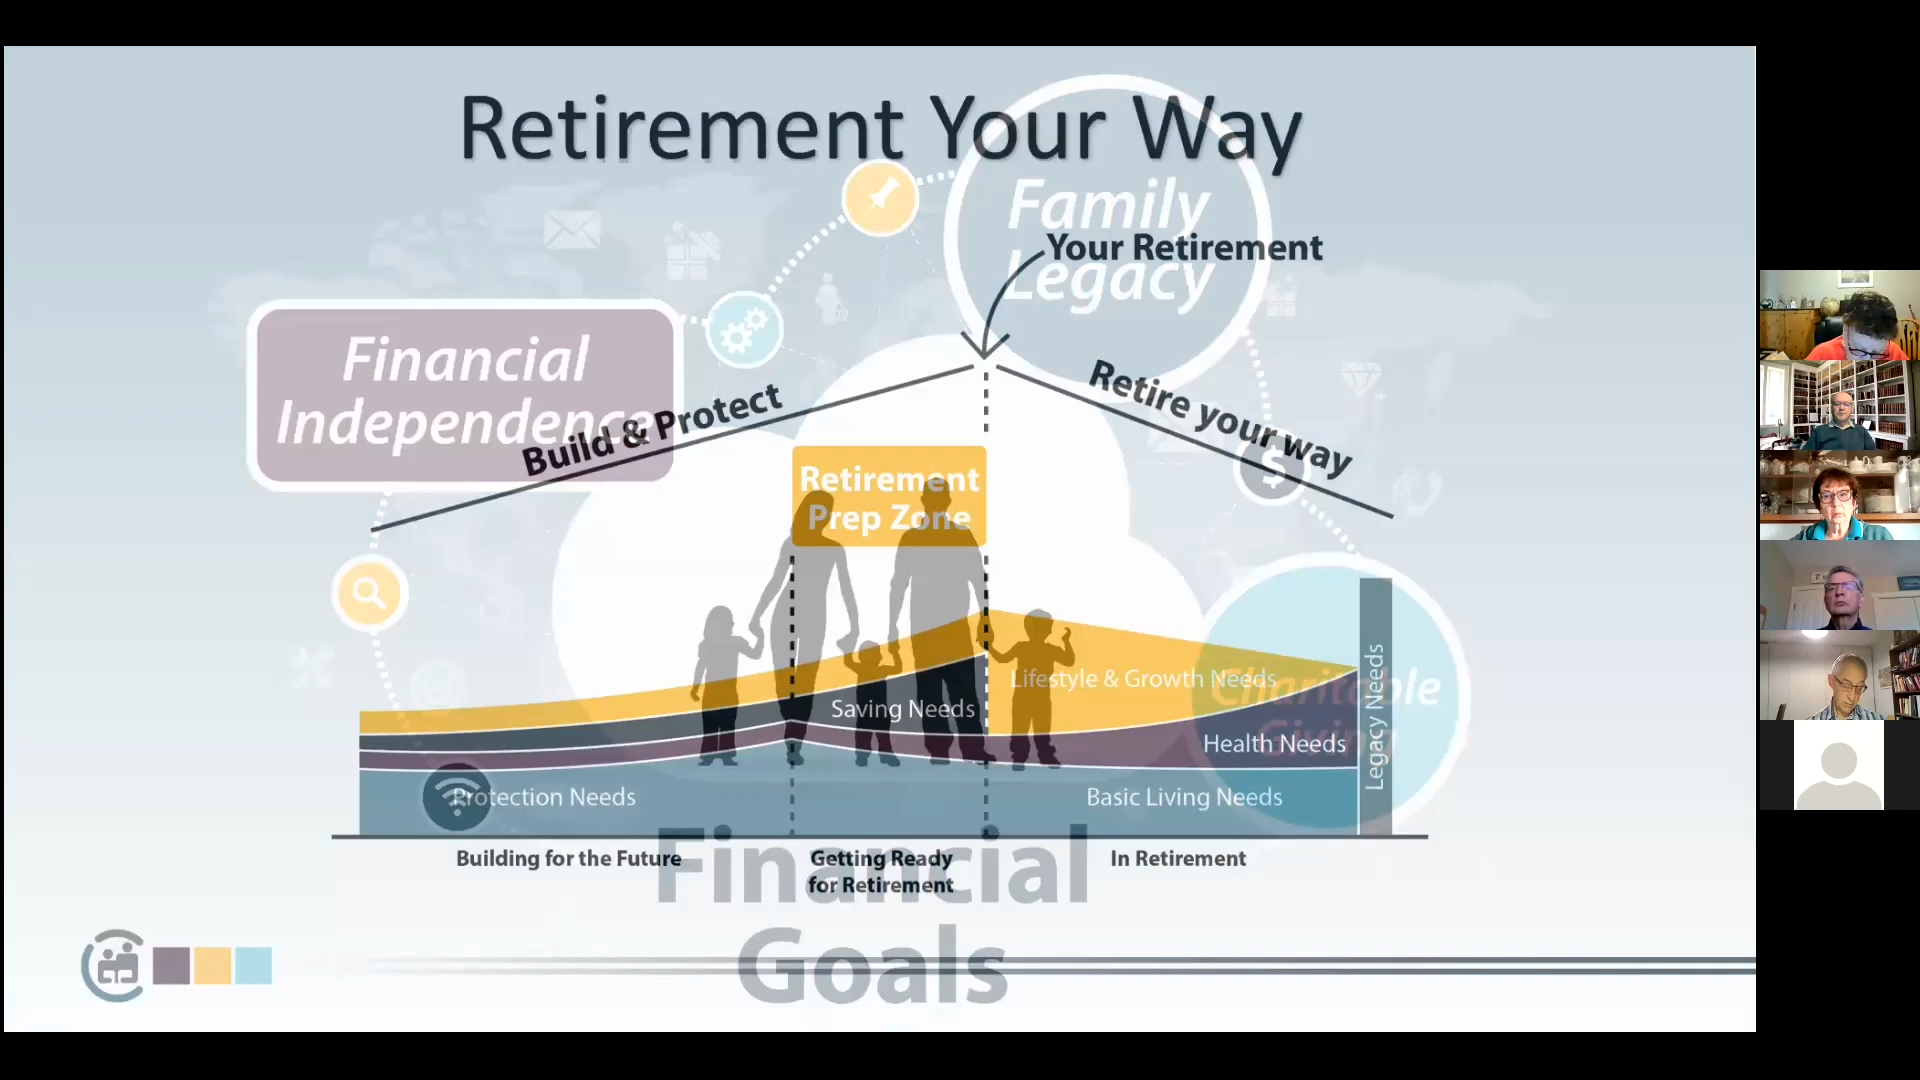 Retirement Your Way
Family
Legacy
Your Retirement
Financial
Independence
Build & Protect
Retire your way
Retirement
Prep Zone
Lifestyle & Growth Needs
Charitable
Giving
Saving Needs
Health Needs
Legacy Needs
Protection Needs
Basic Living Needs
Building for the Future
Getting Ready
for Retirement
In Retirement
Financial
Goals